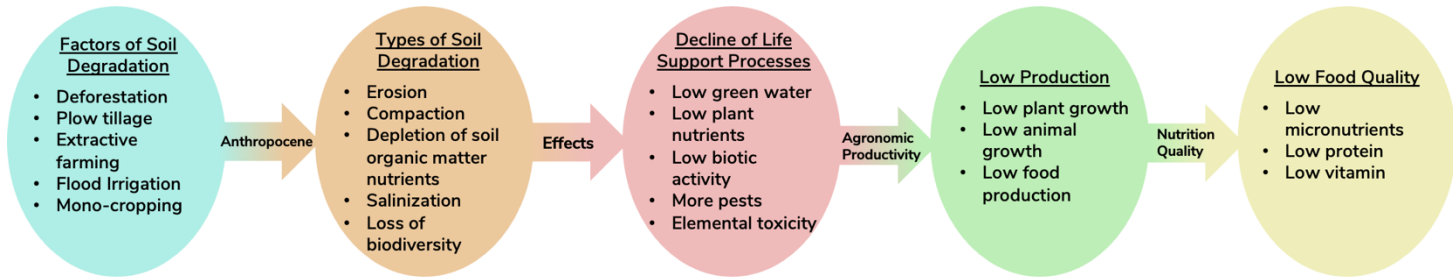 Factors of Soil
Degradation
• Deforestation
• Plow tillage
• Extractive
farming
• Flood Irrigation
• Mono-cropping
Anthropocene
Types of Soil
Degradation
• Erosion
• Compaction
• Depletion of soil
organic matter
nutrients
• Salinization
• Loss of
biodiversity
Effects
Decline of Life
Support Processes
• Low green water
• Low plant
nutrients
• Low biotic
activity
• More pests
• Elemental toxicity
Agronomic
Productivity
Low Production
• Low plant growth
• Low animal
growth
• Low food
production
Nutrition
Quality
Low Food Quality
• Low
micronutrients
• Low protein
• Low vitamin